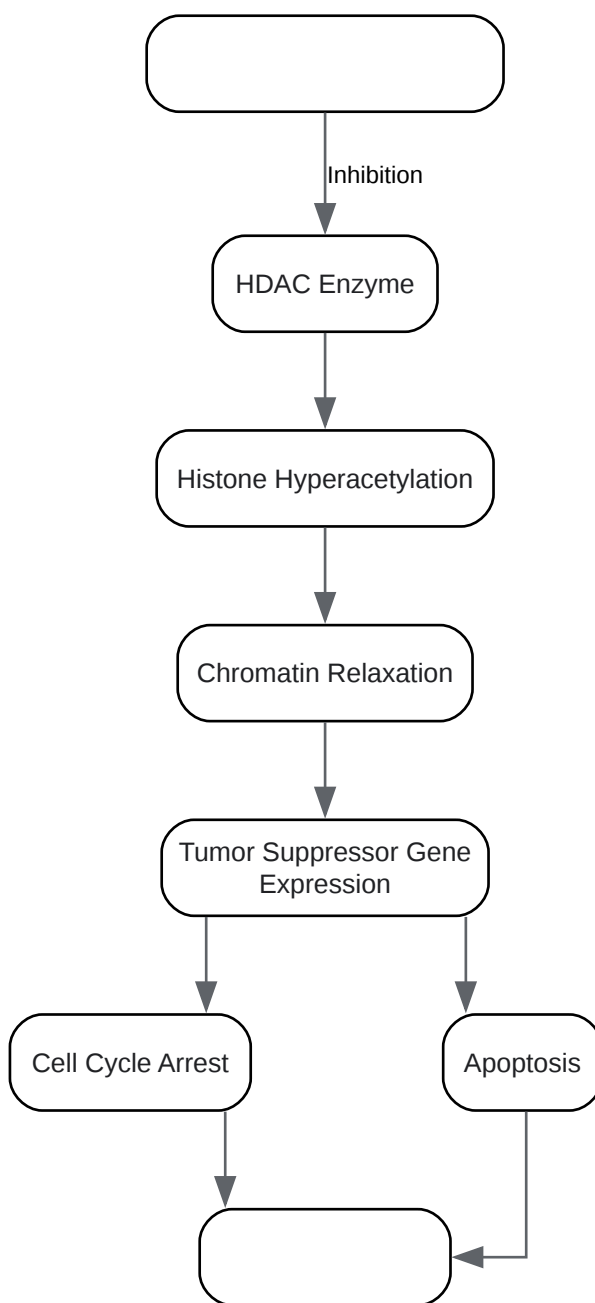 Inhibition
HDAC Enzyme
Histone Hyperacetylation
Chromatin Relaxation
Tumor Suppressor Gene
Expression
Cell Cycle Arrest
Apoptosis